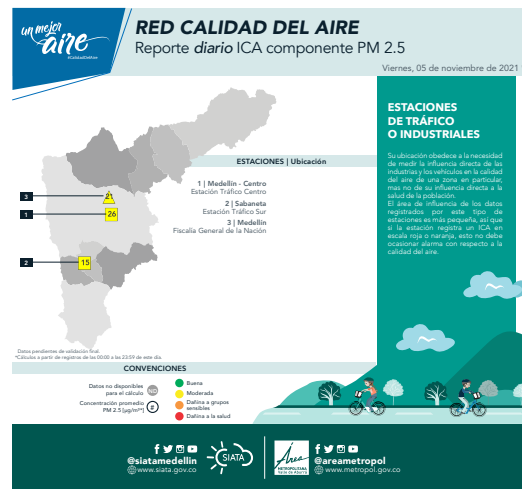 un mejor
aire
#CalidadDelAire
RED CALIDAD DEL AIRE
Reporte diario ICA componente PM 2.5
Viernes, 05 de noviembre de 2021
ESTACIONES | Ubicación
1 | Medellín - Centro
Estación Tráfico Centro
2 | Sabaneta
Estación Tráfico Sur
3 | Medellín
Fiscalía General de la Nación
3
21
1
26
2
15
ESTACIONES
DE TRÁFICO
O INDUSTRIALES
Su ubicación obedece a la necesidad
de medir la influencia directa de las
industrias y los vehículos en la calidad
del aire de una zona en particular,
mas no de su influencia directa a la
salud de la población.
El área de influencia de los datos
registrados por este tipo de
estaciones es más pequeña, así que
si la estación registra un ICA en
escala roja o naranja, esto no debe
ocasionar alarma con respecto a la
calidad del aire.
Datos pendientes de validación final.
*Cálculos a partir de registros de las 00:00 a las 23:59 de este día.
CONVENCIONES
Datos no disponibles
para el cálculo
ND
Concentración promedio
PM 2.5 [µg/m³*]
#
Buena
Moderada
Dañina a grupos
sensibles
Dañina a la salud
@siatamedellin
www.siata.gov.co
SIATA
Área
METROPOLITANA
Valle de Aburrá
@areametropol
www.metropol.gov.co